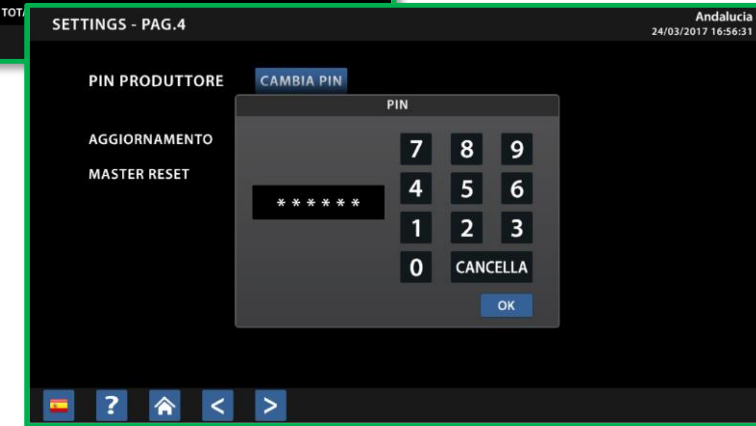 SETTINGS - PAG.4
Andalucia
24/03/2017 16:56:31
PIN PRODUTTORE
CAMBIA PIN
PIN
AGGIORNAMENTO
MASTER RESET
* * * * * *
7 8 9
4 5 6
1 2 3
0 CANCELLA
OK
? < >